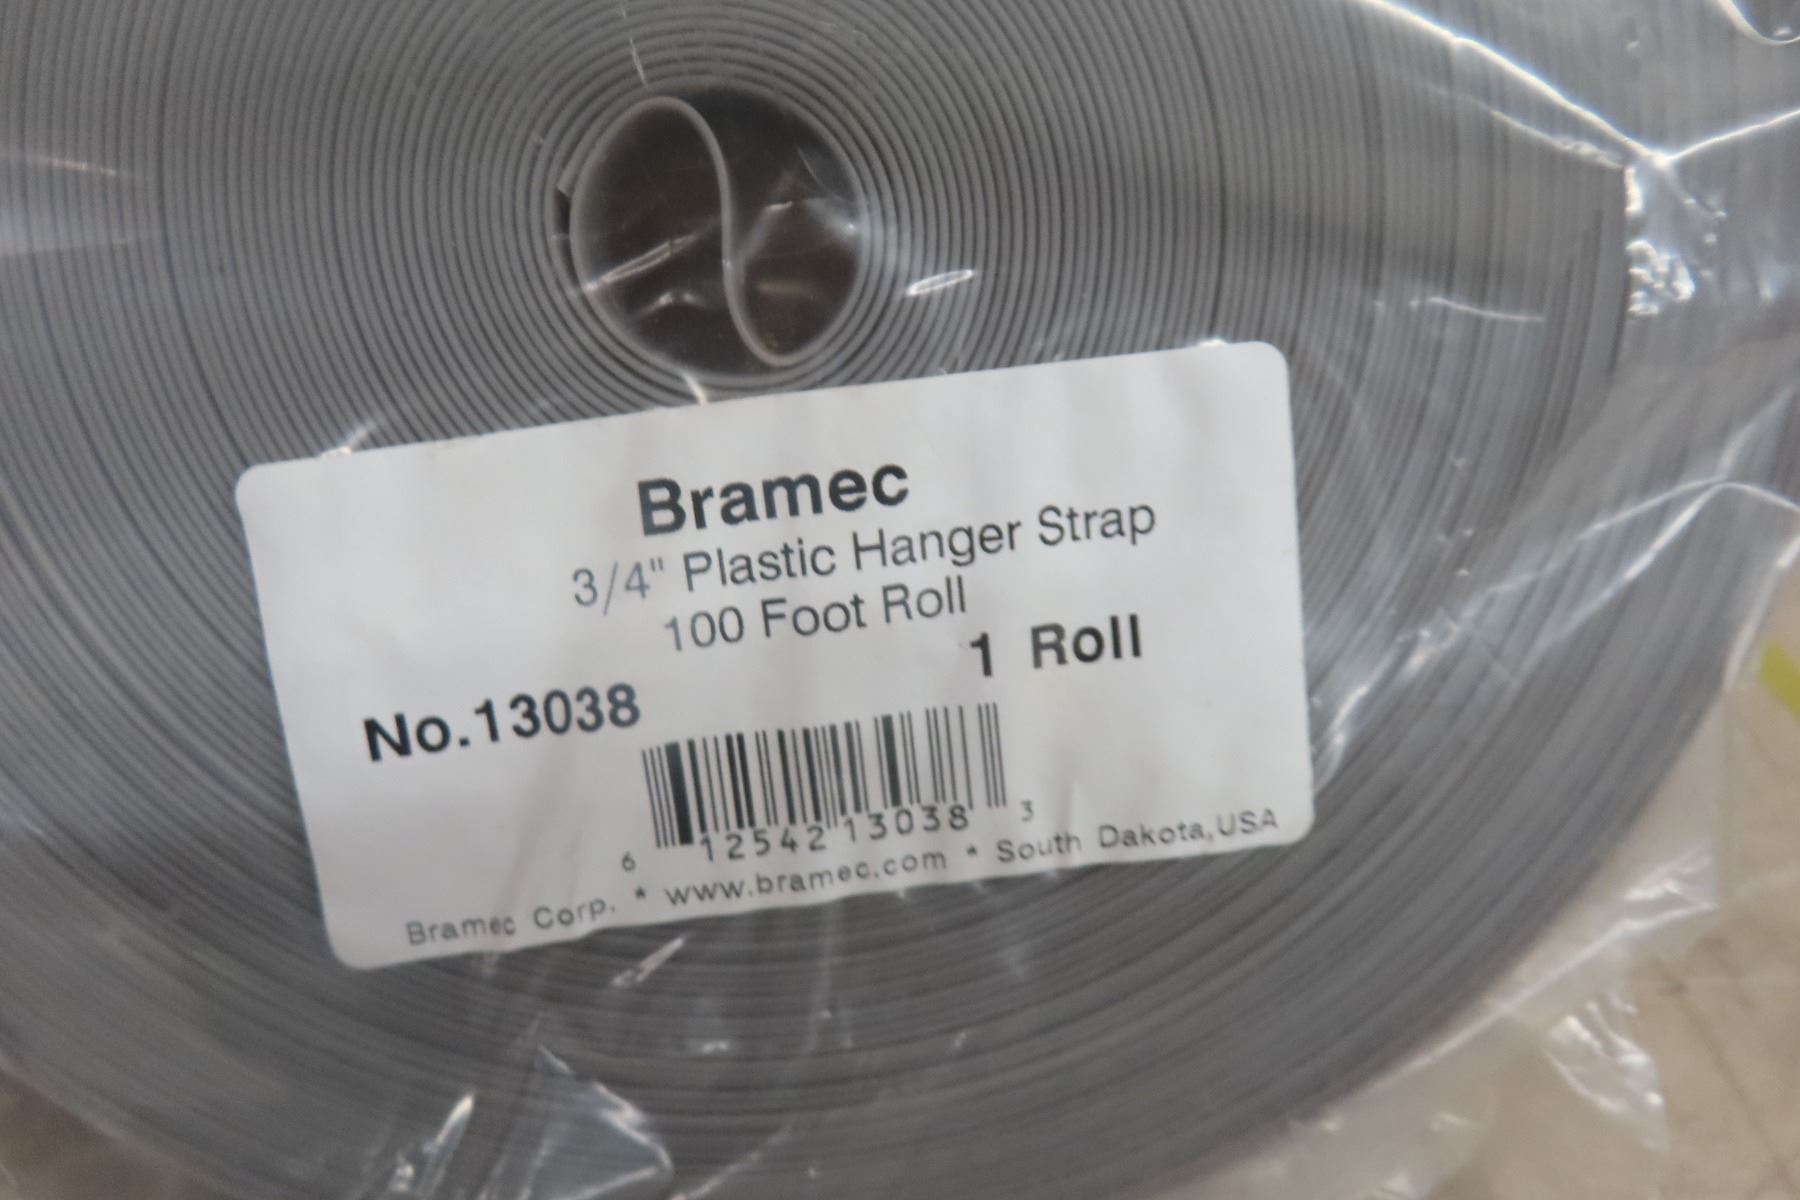 Bramec
3/4" Plastic Hanger Strap
100 Foot Roll
1 Roll
No.13038
6 12542 13038 3
Bramec Corp. * www.bramec.com * South Dakota, USA